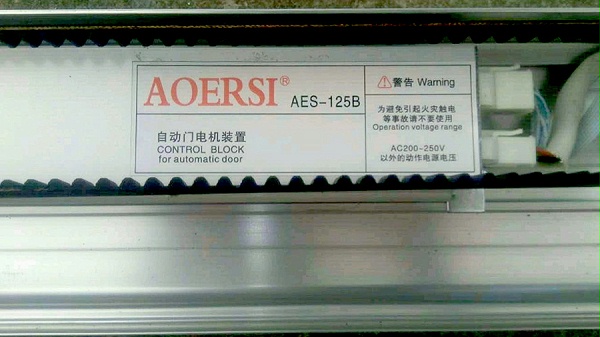 AOERSI® AES-125B
自动门电机装置
CONTROL BLOCK
for automatic door
警告 Warning
为避免引起火灾触电
等事故请不要使用
Operation voltage range
AC200~250V
以外的动作电源电压